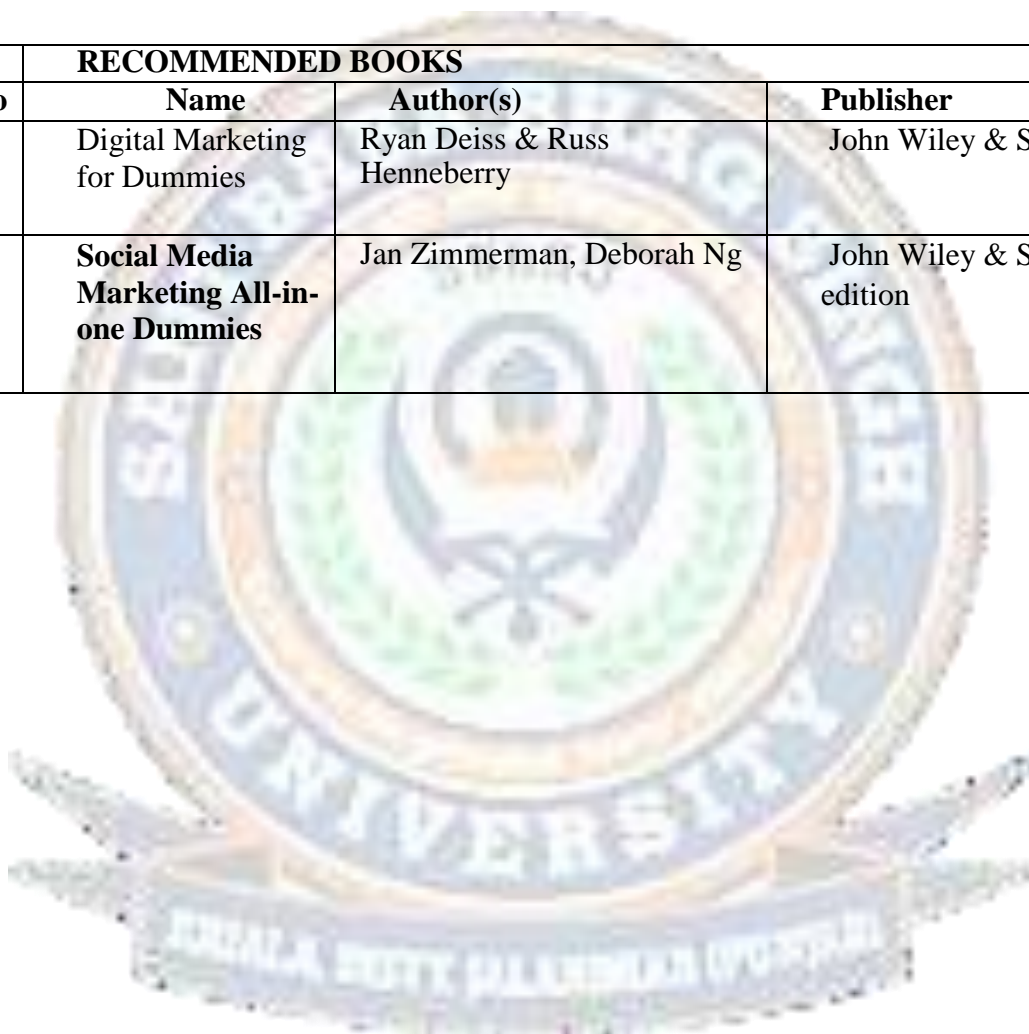 RECOMMENDED BOOKS
Name Author(s) Publisher
Digital Marketing for Dummies
Ryan Deiss & Russ Henneberry
John Wiley & S
Social Media Marketing All-in-one Dummies
Jan Zimmerman, Deborah Ng
John Wiley & S
edition
UNIVERSITY